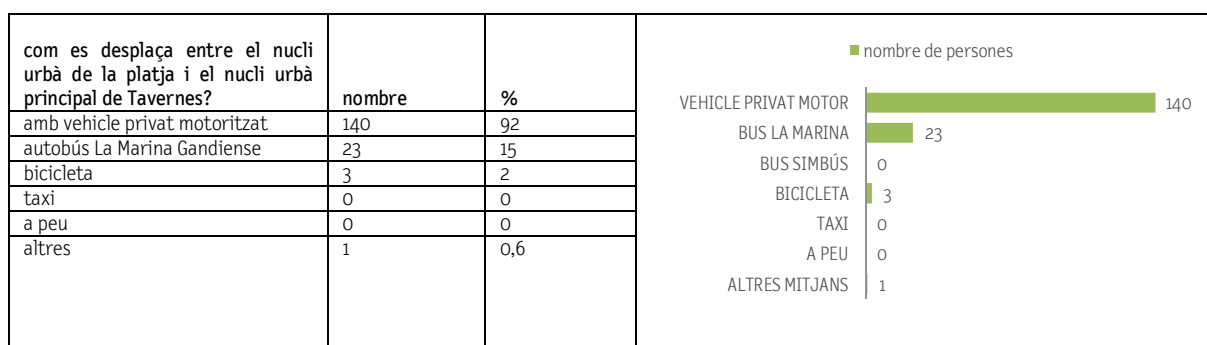 com es desplaça entre el nucli
urbà de la platja i el nucli urbà
principal de Tavernes? nombre %
amb vehicle privat motoritzat 140 92
autobús La Marina Gandiense 23 15
bicicleta 3 2
taxi 0 0
a peu 0 0
altres 1 0,6
nombre de persones
VEHICLE PRIVAT MOTOR 140
BUS LA MARINA 23
BUS SIMBÚS 0
BICICLETA 3
TAXI 0
A PEU 0
ALTRES MITJANS 1